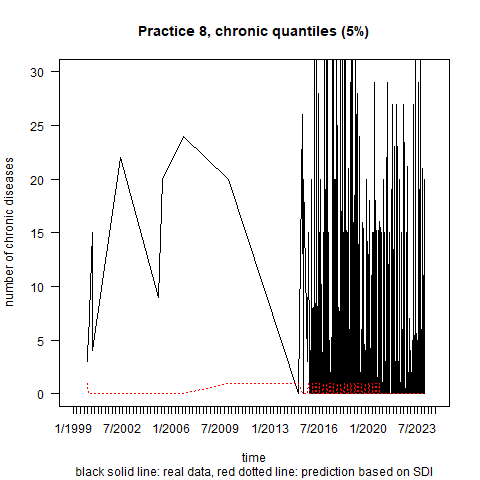 Practice 8, chronic quantiles (5%)
number of chronic diseases
30
25
20
15
10
5
0
1/1999 7/2002 1/2006 7/2009 1/2013 7/2016 1/2020 7/2023
time
black solid line: real data, red dotted line: prediction based on SDI